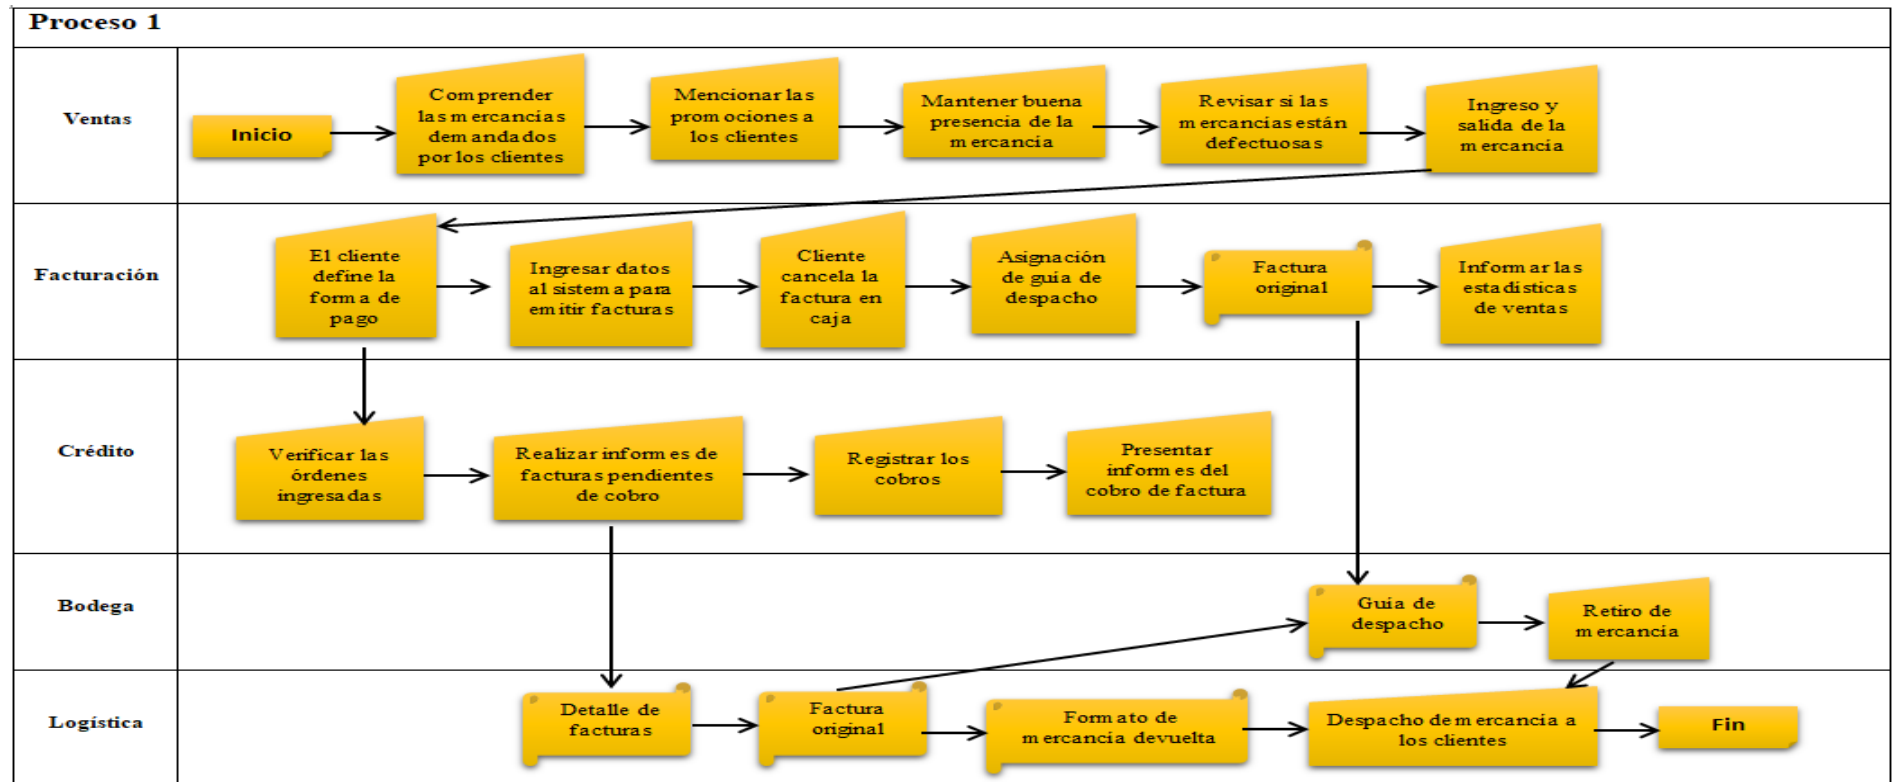 Proceso 1
Ventas
Inicio
Comprender
las mercancias
demandados
por los clientes
Mencionar las
promociones a
los clientes
Mantener buena
presencia de la
mercancía
Revisar si las
mercancías están
defectuosas
Ingreso y
salida de la
mercancía
Facturación
El cliente
define la
forma de
pago
Ingresar datos
al sistema para
emitir facturas
Cliente
cancela la
factura en
caja
Asignación
de guía de
despacho
Factura
original
Informar las
estadísticas
de ventas
Crédito
Verificar las
órdenes
ingresadas
Realizar informes de
facturas pendientes
de cobro
Registrar los
cobros
Presentar
informes del
cobro de factura
Bodega
Guía de
despacho
Retiro de
mercancía
Logística
Detalle de
facturas
Factura
original
Formato de
mercancía devuelta
Despacho de mercancía a
los clientes
Fin